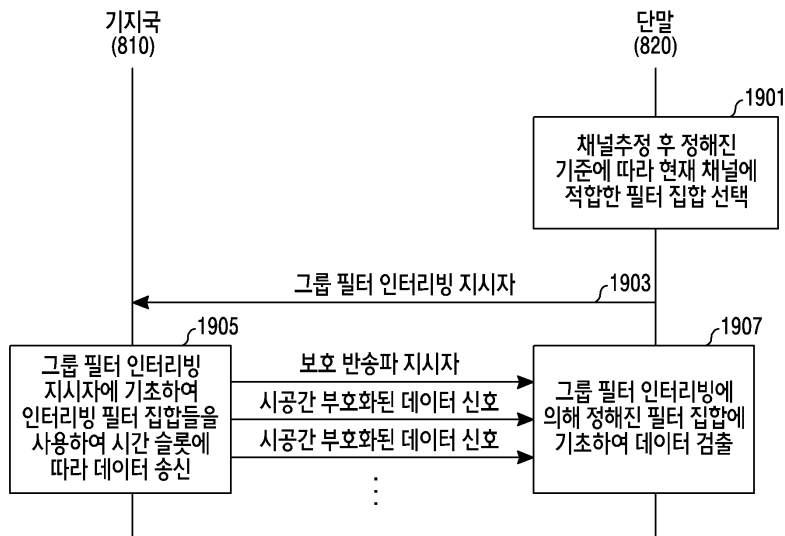 기지국
(810)
단말
(820)
1901
채널추정 후 정해진
기준에 따라 현재 채널에
적합한 필터 집합 선택
그룹 필터 인터리빙 지시자
1903
1905
그룹 필터 인터리빙
지시자에 기초하여
인터리빙 필터 집합들을
사용하여 시간 슬롯에
따라 데이터 송신
보호 반송파 지시자
시공간 부호화된 데이터 신호
시공간 부호화된 데이터 신호
1907
그룹 필터 인터리빙에
의해 정해진 필터 집합에
기초하여 데이터 검출